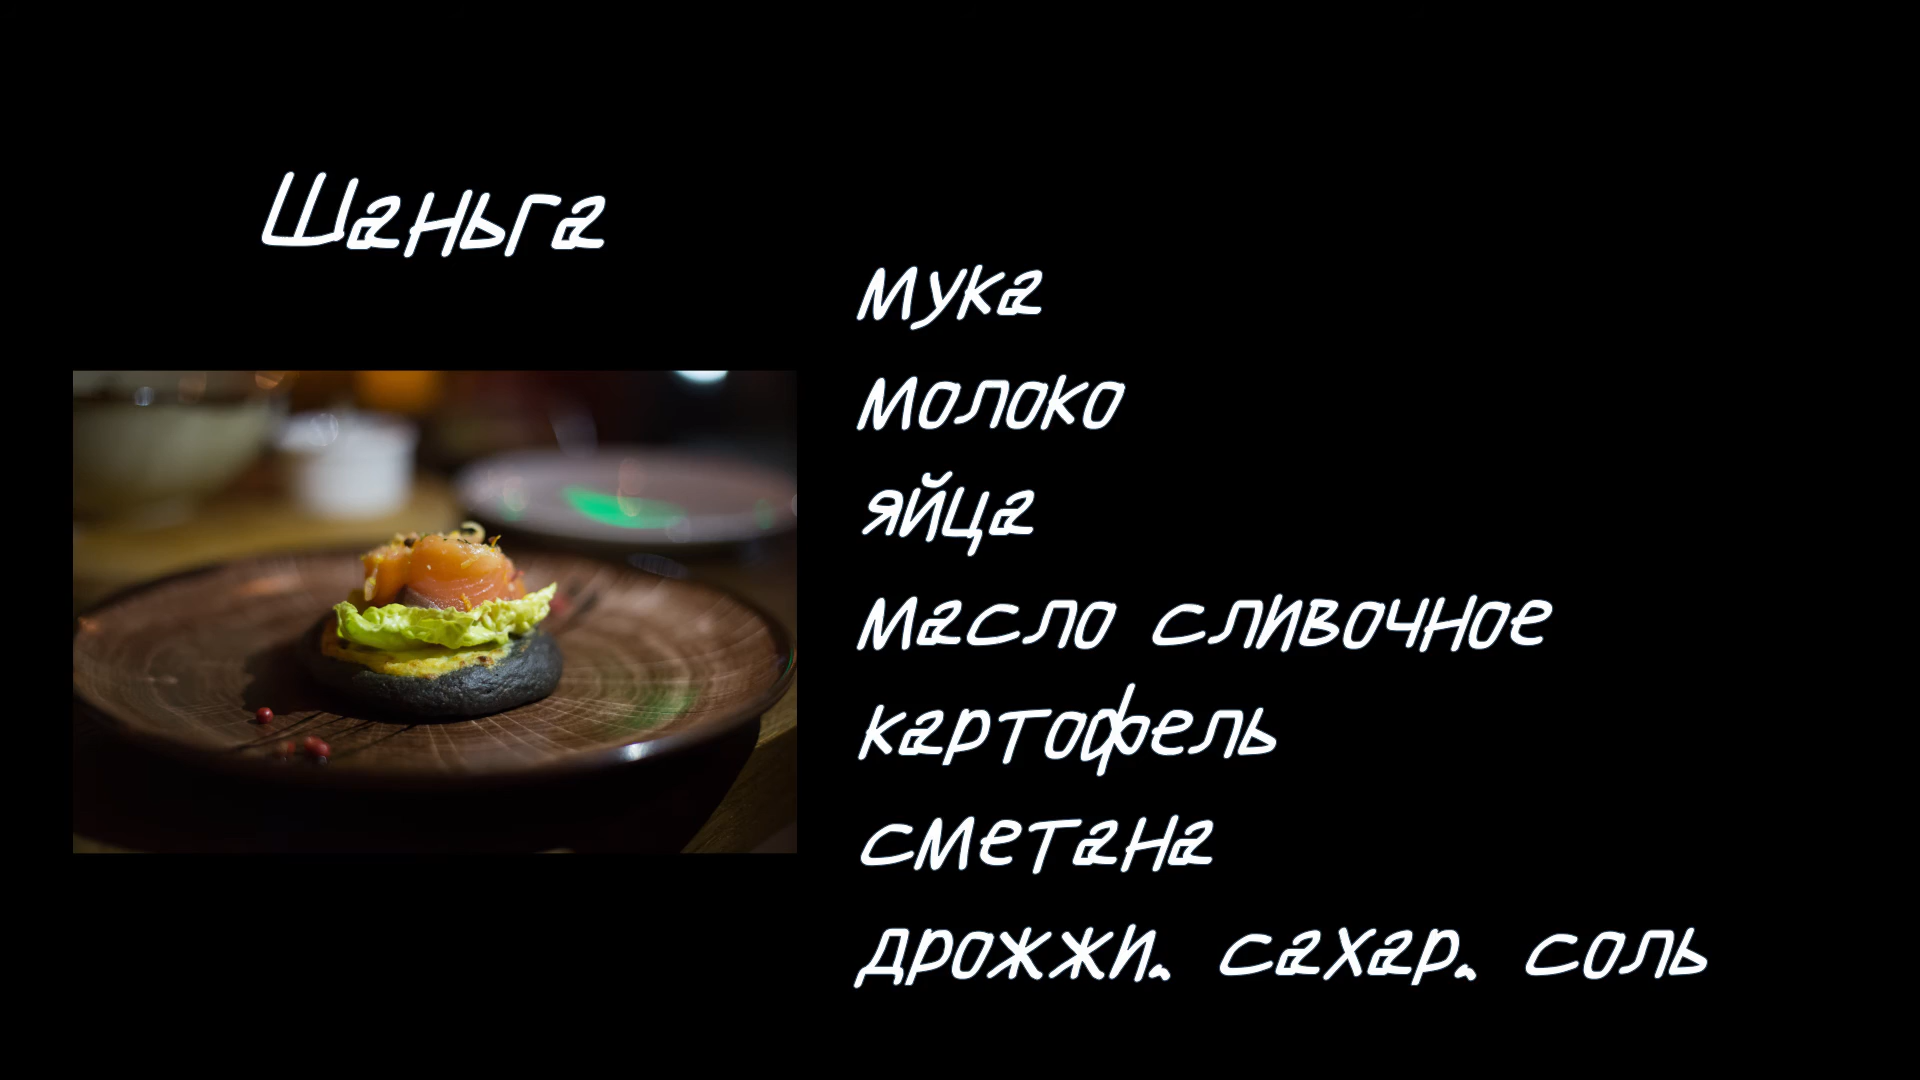 Шаньга
мука
молоко
яйца
масло сливочное
картофель
сметана
дрожжи. сахар. соль